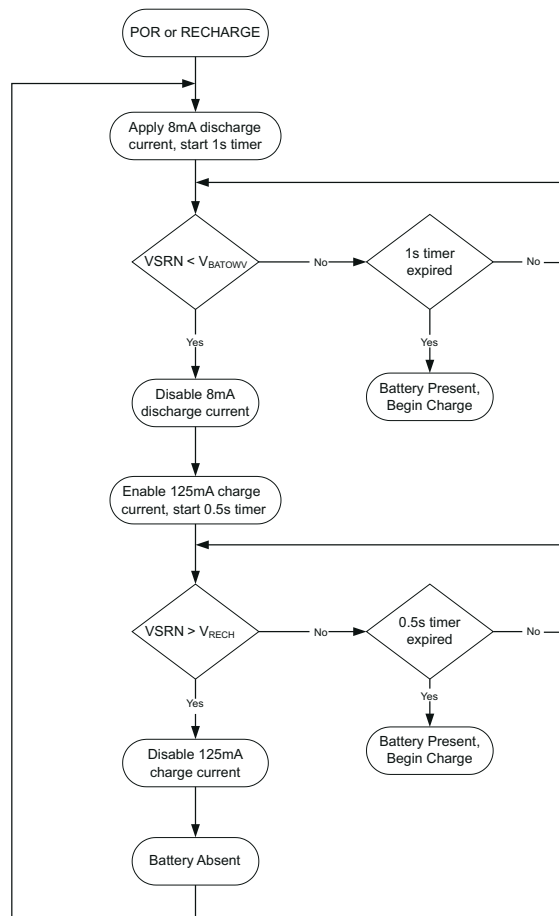 POR or RECHARGE
Apply 8mA discharge
current, start 1s timer
VSRN < VBATOWV
No
1s timer
expired
No
Yes
Yes
Disable 8mA
discharge current
Battery Present,
Begin Charge
Enable 125mA charge
current, start 0.5s timer
VSRN > VRECH
No
0.5s timer
expired
No
Yes
Yes
Disable 125mA
charge current
Battery Present,
Begin Charge
Battery Absent